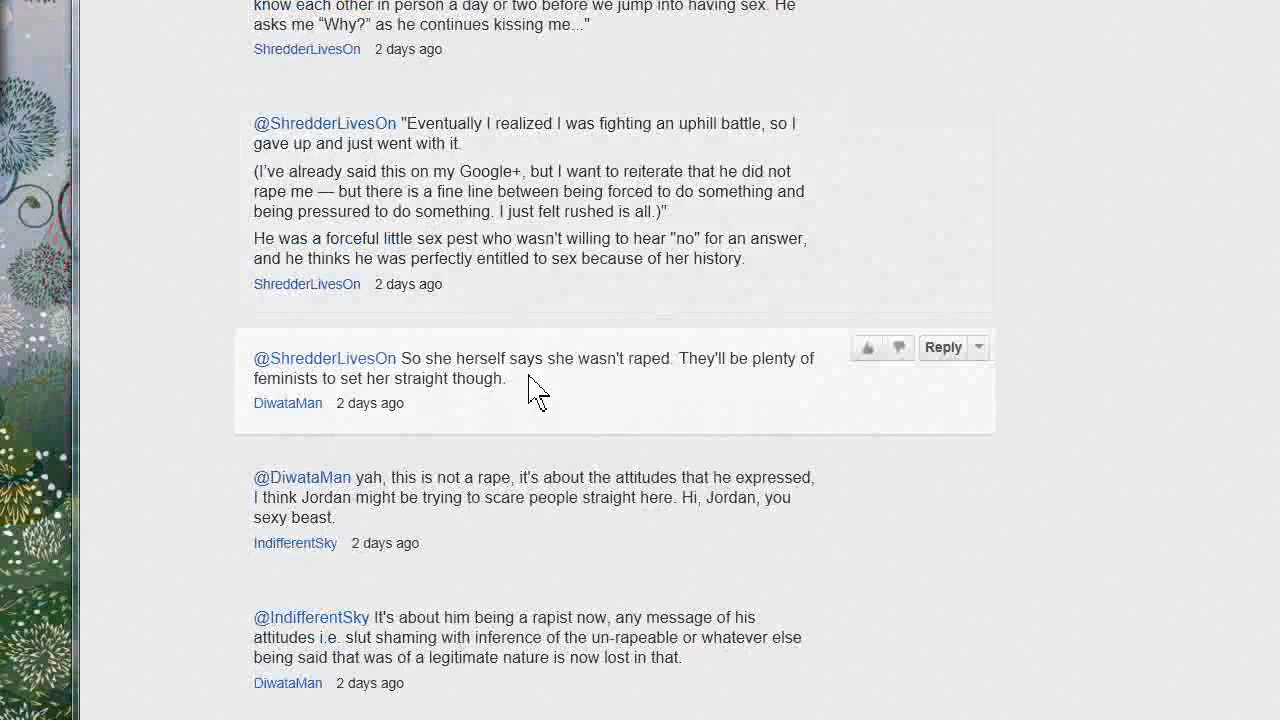 know each other in person a day or two before we jump into having sex. He
asks me “Why?” as he continues kissing me..."
ShredderLivesOn 2 days ago
@ShredderLivesOn "Eventually I realized I was fighting an uphill battle, so I
gave up and just went with it.
(I’ve already said this on my Google+, but I want to reiterate that he did not
rape me — but there is a fine line between being forced to do something and
being pressured to do something. I just felt rushed is all.)"
He was a forceful little sex pest who wasn't willing to hear "no" for an answer,
and he thinks he was perfectly entitled to sex because of her history.
ShredderLivesOn 2 days ago
@ShredderLivesOn So she herself says she wasn't raped. They'll be plenty of
feminists to set her straight though.
Reply
DiwataMan 2 days ago
@DiwataMan yah, this is not a rape, it's about the attitudes that he expressed,
I think Jordan might be trying to scare people straight here. Hi, Jordan, you
sexy beast.
IndifferentSky 2 days ago
@IndifferentSky It's about him being a rapist now, any message of his
attitudes i.e. slut shaming with inference of the un-rapeable or whatever else
being said that was of a legitimate nature is now lost in that.
DiwataMan 2 days ago